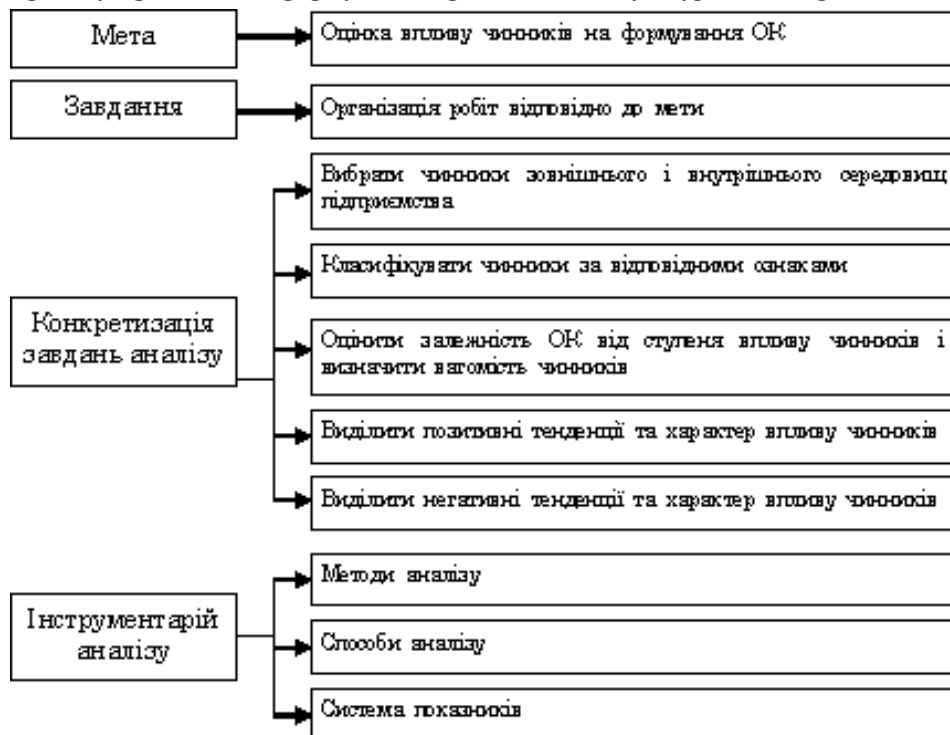 Мета
Оцінка впливу чинників на формування ОК
Завдання
Організація робіт відповідно до мети
Вибрати чинники зовнішнього і внутрішнього середовищ
підприємства
Класифікувати чинники за відповідними ознаками
Конкретизація
завдань аналізу
Оцінити залежність ОК від ступеня впливу чинників і
визначити вагомість чинників
Виділити позитивні тенденції та характер впливу чинників
Виділити негативні тенденції та характер впливу чинників
Інструментарій
аналізу
Методи аналізу
Способи аналізу
Система показників